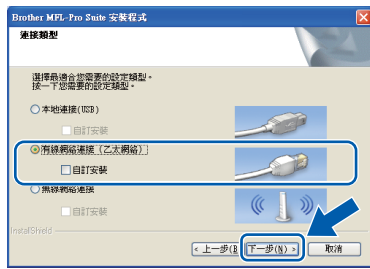 Brother MFL-Pro Suite 安裝程式
連接類型
選擇最適合您需要的設定類型。
按一下您需要的設定類型。
本地連接(USB)
自訂安裝
有線網絡連接 (乙太網絡)
自訂安裝
無線網絡連接
自訂安裝
InstallShield
< 上一步(B 下一步(N) > 取消